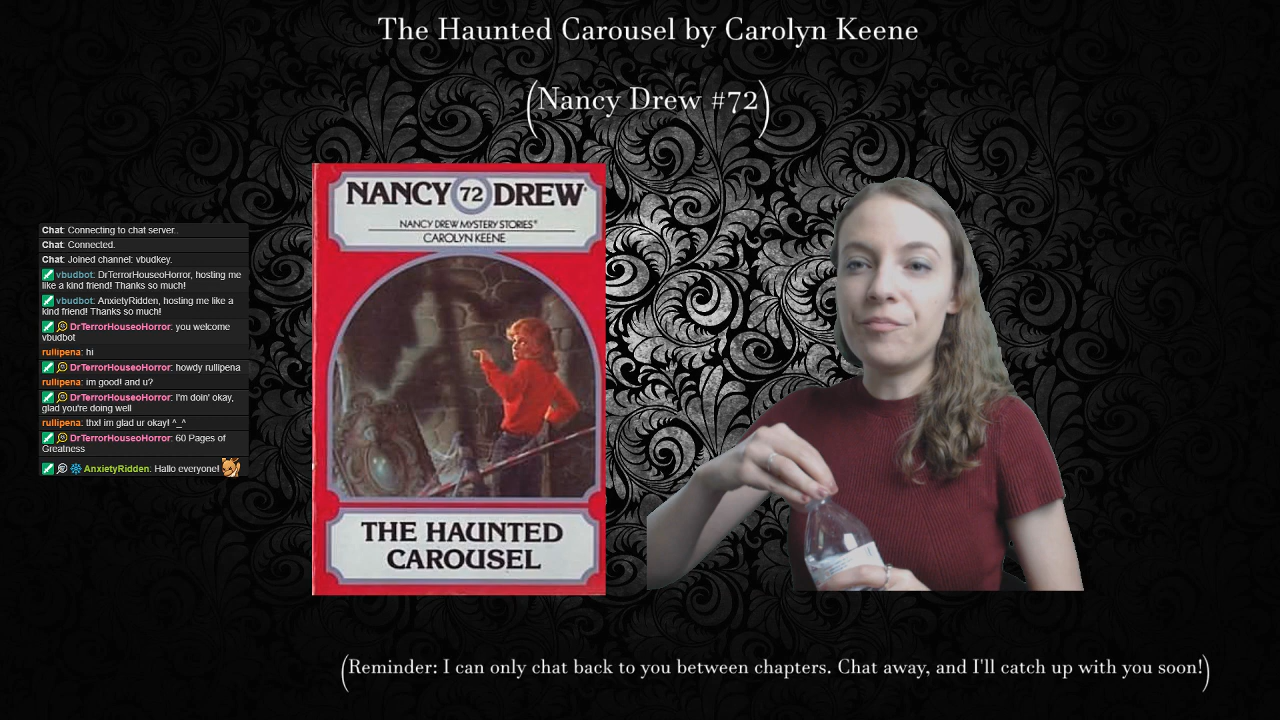 The Haunted Carousel by Carolyn Keene
(Nancy Drew #72)
Chat: Connecting to chat server..
Chat: Connected.
Chat: Joined channel: vbudkey.
vbudbot: DrTerrorHouseoHorror, hosting me
like a kind friend! Thanks so much!
vbudbot: AnxietyRidden, hosting me like a
kind friend! Thanks so much!
DrTerrorHouseoHorror: you welcome
vbudbot
rullipena: hi
DrTerrorHouseoHorror: howdy rullipena
rullipena: im good! and u?
DrTerrorHouseoHorror: I'm doin' okay,
glad you're doing well
rullipena: thx! im glad ur okay! ^_^
DrTerrorHouseoHorror: 60 Pages of
Greatness
AnxietyRidden: Hallo everyone!
NANCY 72 DREW®
NANCY DREW MYSTERY STORIES®
CAROLYN KEENE
THE HAUNTED
CAROUSEL
(Reminder: I can only chat back to you between chapters. Chat away, and I'll catch up with you soon!)